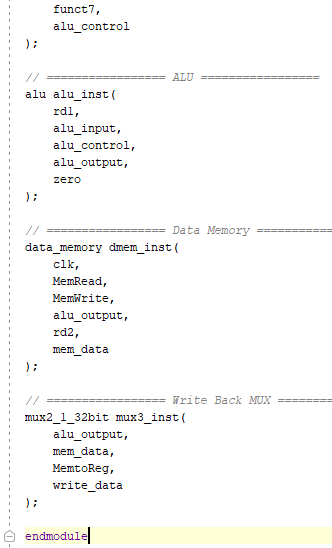 funct7,
alu_control
);
// ================= ALU =================
alu alu_inst(
rd1,
alu_input,
alu_control,
alu_output,
zero
);
// ================= Data Memory ===========
data_memory dmem_inst(
clk,
MemRead,
MemWrite,
alu_output,
rd2,
mem_data
);
// ================= Write Back MUX ========
mux2_1_32bit mux3_inst(
alu_output,
mem_data,
MemtoReg,
write_data
);
endmodule